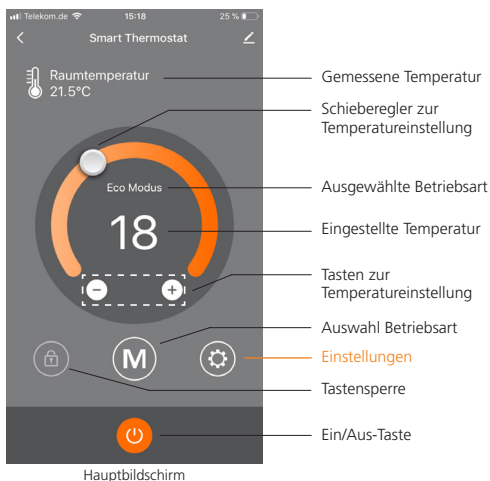 Telekom.de 15:18 25 %
Smart Thermostat
Raumtemperatur
21.5°C
Gemessene Temperatur
Schieberegler zur
Temperatureinstellung
Eco Modus
Ausgewählte Betriebsart
18
Eingestellte Temperatur
Tasten zur
Temperatureinstellung
Auswahl Betriebsart
M
Einstellungen
Tastensperre
Ein/Aus-Taste
Hauptbildschirm